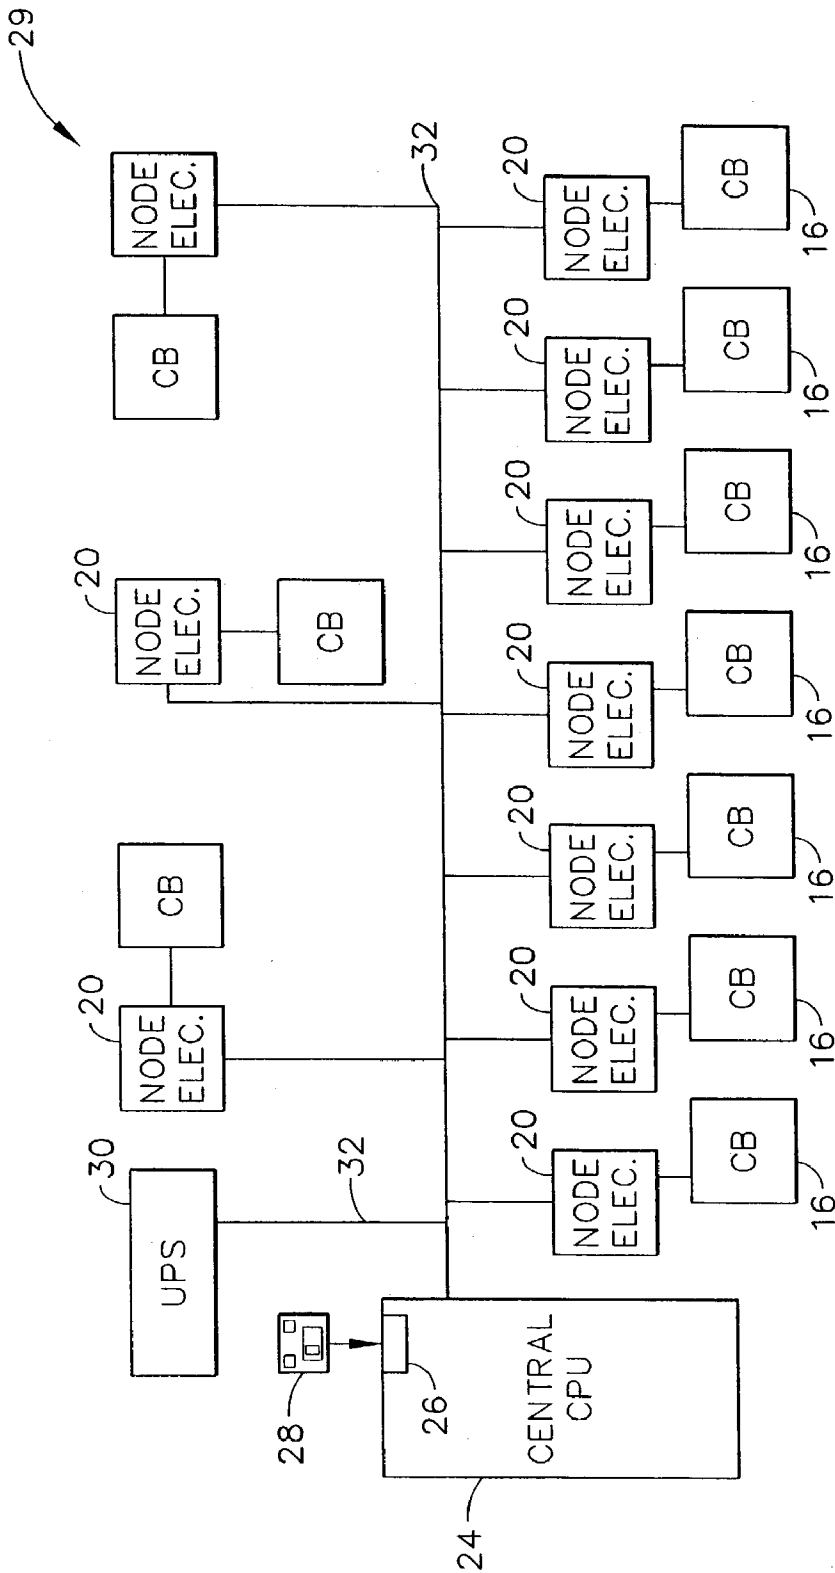 29
30
UPS
20
NODE
ELEC.
CB
20
NODE
ELEC.
CB
CB
NODE
ELEC.
28
32
32
26
24
CENTRAL
CPU
20
NODE
ELEC.
CB
16
20
NODE
ELEC.
CB
16
20
NODE
ELEC.
CB
16
20
NODE
ELEC.
CB
16
20
NODE
ELEC.
CB
16
20
NODE
ELEC.
CB
16
20
NODE
ELEC.
CB
16